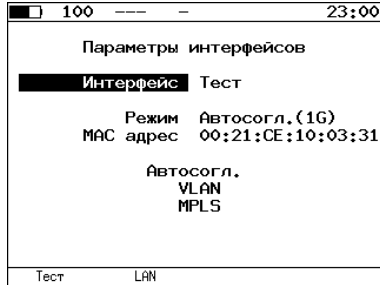 100 --- – 23:00
Параметры интерфейсов
Интерфейс Тест
Режим Автосогл.(1G)
MAC адрес 00:21:CE:10:03:31
Автосогл.
VLAN
MPLS
Тест LAN